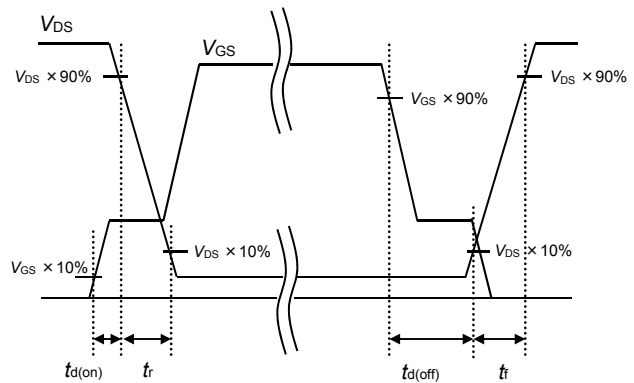 VDS
VGS
VDS × 90%
VGS × 90%
VDS × 90%
VGS × 10%
VDS × 10%
VDS × 10%
td(on)
tr
td(off)
tf